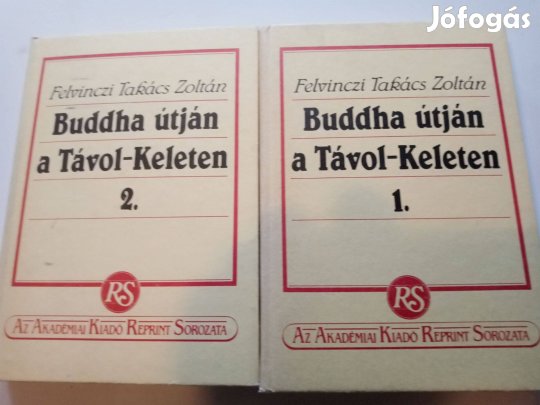 Jófogás
Felvinczi Takács Zoltán
Buddha útján
a Távol-Keleten
2.
RS
AZ AKADÉMIAI KIADÓ REPRINT SOROZATA
Felvinczi Takács Zoltán
Buddha útján
a Távol-Keleten
1.
RS
AZ AKADÉMIAI KIADÓ REPRINT SOROZATA